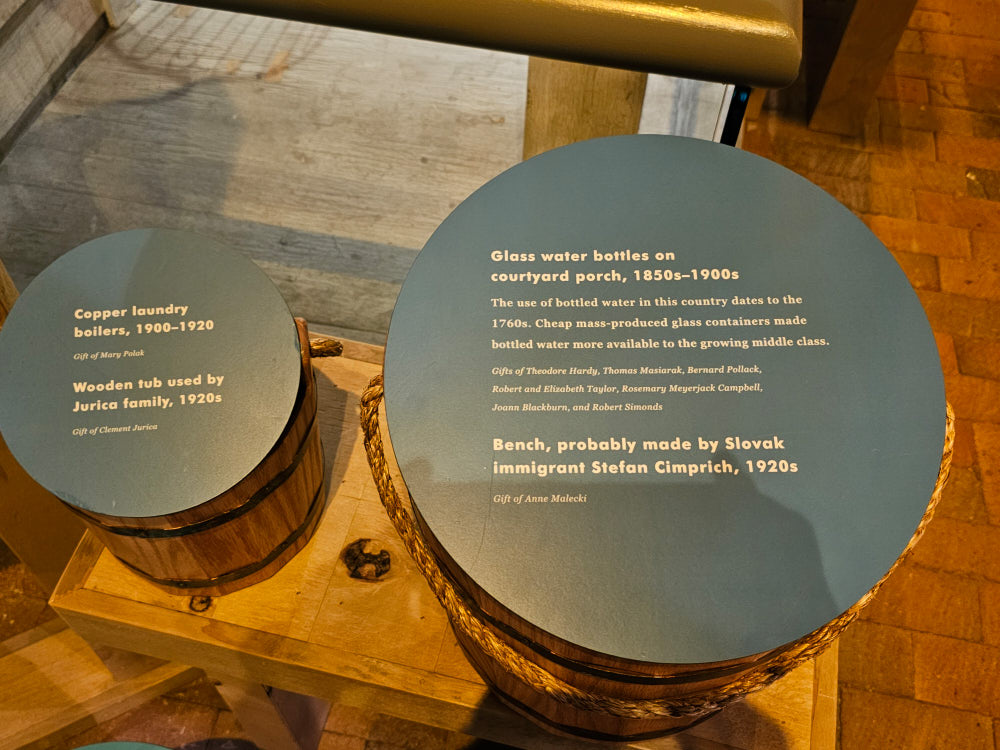 Copper laundry
boilers, 1900–1920
Gift of Mary Polak
Wooden tub used by
Jurica family, 1920s
Gift of Clement Jurica
Glass water bottles on
courtyard porch, 1850s–1900s
The use of bottled water in this country dates to the
1760s. Cheap mass-produced glass containers made
bottled water more available to the growing middle class.
Gifts of Theodore Hardy, Thomas Masiarak, Bernard Pollack,
Robert and Elizabeth Taylor, Rosemary Meyerjack Campbell,
Joann Blackburn, and Robert Simonds
Bench, probably made by Slovak
immigrant Stefan Cimprich, 1920s
Gift of Anne Malecki